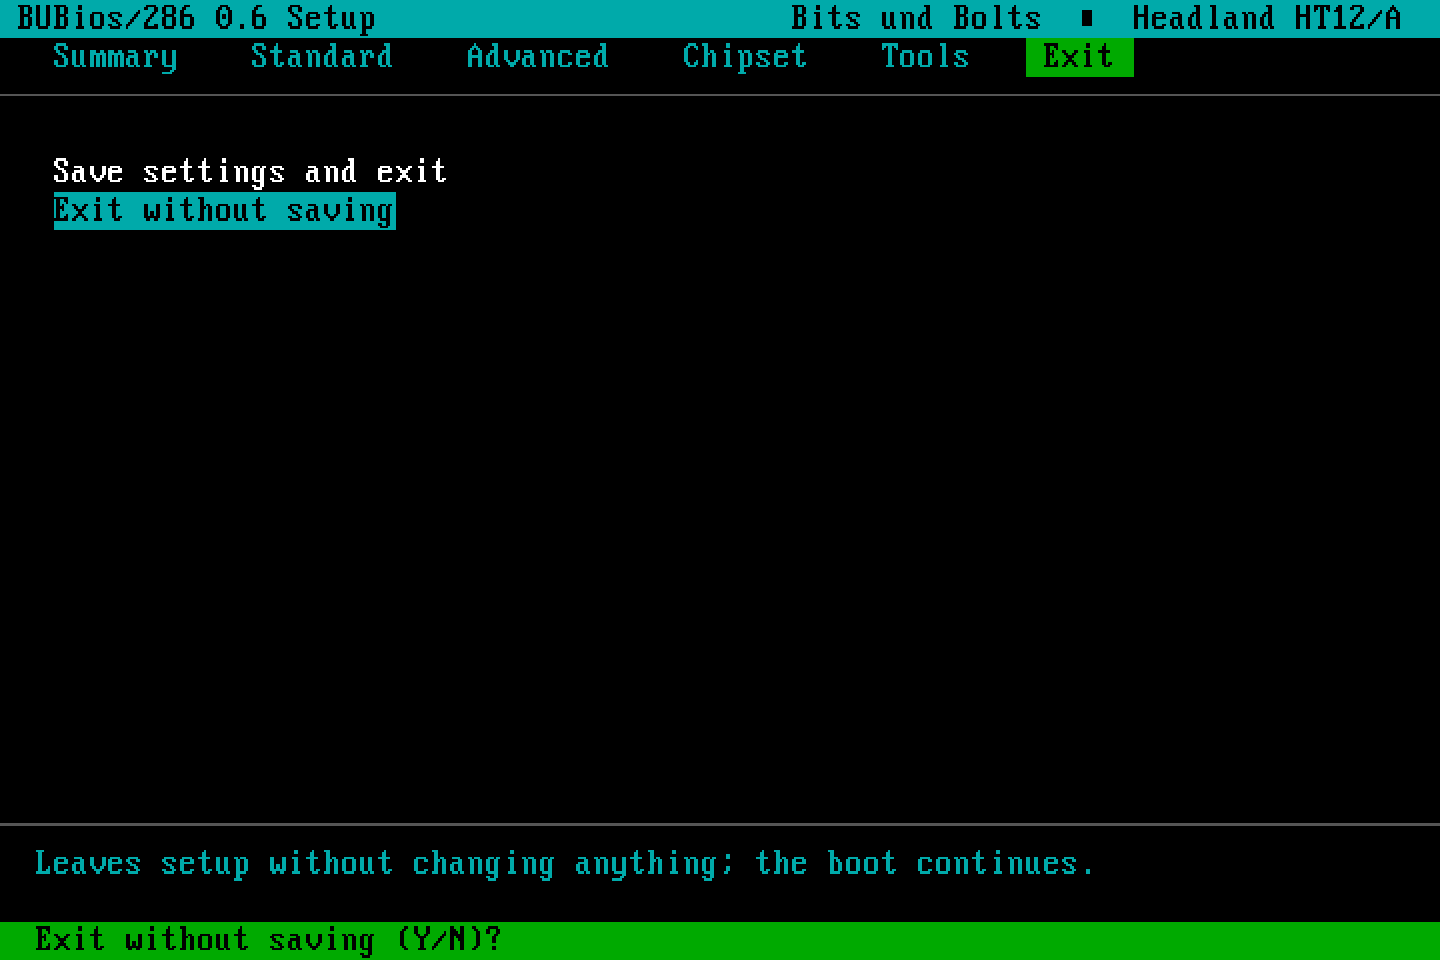 BUBios/286 0.6 Setup Bits und Bolts ▪ Headland HT12/A
Summary Standard Advanced Chipset Tools Exit
Save settings and exit
Exit without saving
Leaves setup without changing anything; the boot continues.
Exit without saving (Y/N)?